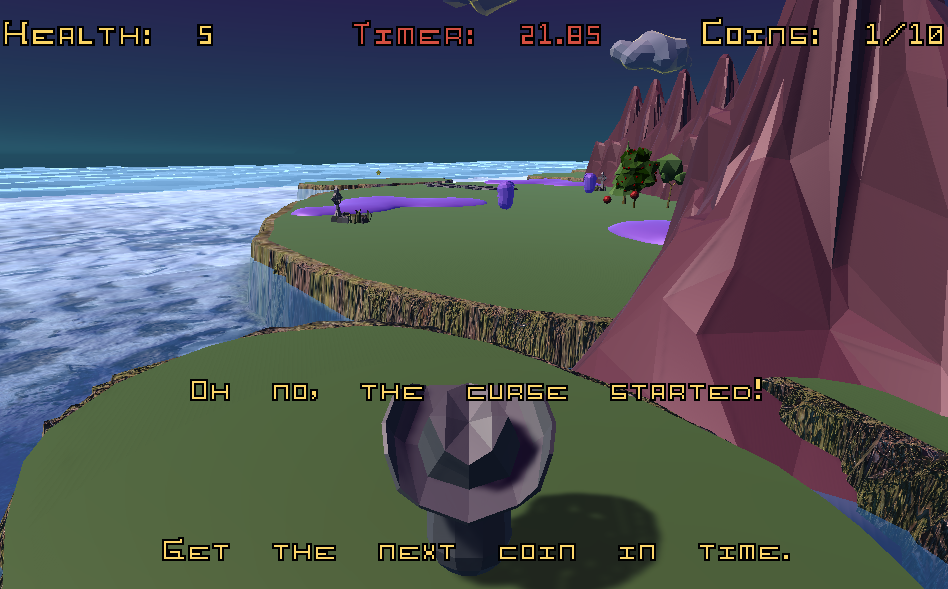 Health: 5 Timer: 21.85 Coins: 1/10
Oh no, the curse started!
Get the next coin in time.